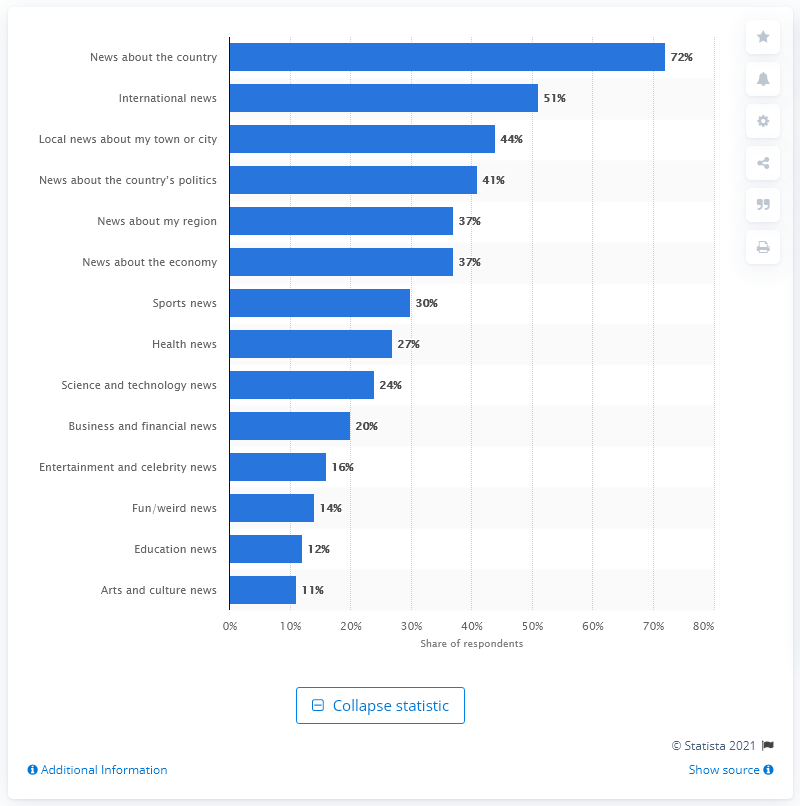 News about the country 72%
International news 51%
Local news about my town or city 44%
News about the country's politics 41%
News about my region 37%
News about the economy 37%
Sports news 30%
Health news 27%
Science and technology news 24%
Business and financial news 20%
Entertainment and celebrity news 16%
Fun/weird news 14%
Education news 12%
Arts and culture news 11%
0% 10% 20% 30% 40% 50% 60% 70% 80%
Share of respondents
Collapse statistic
© Statista 2021
Additional Information Show source